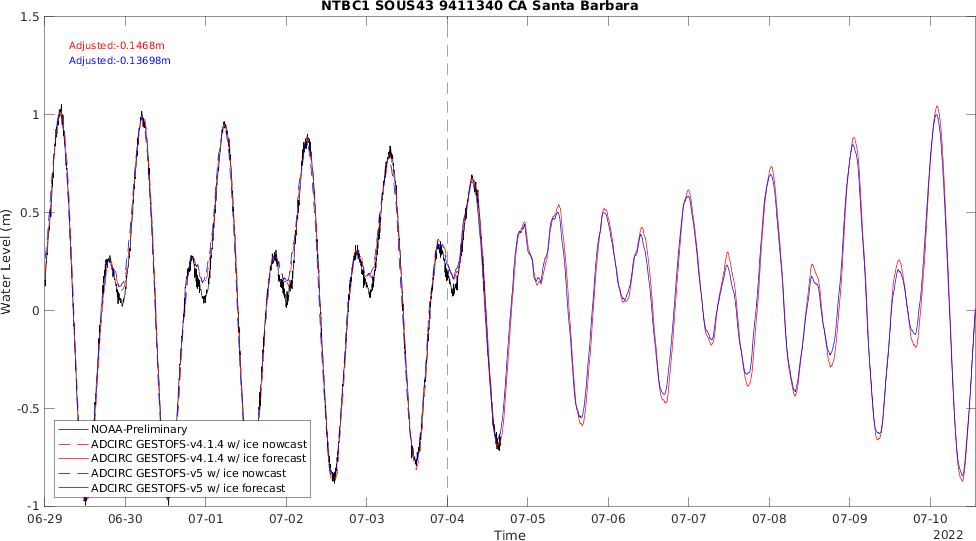 NTBC1 SOUS43 9411340 CA Santa Barbara
1.5
Adjusted:-0.1468m
Adjusted:-0.13698m
1
0.5
Water Level (m)
0
-0.5
NOAA-Preliminary
ADCIRC GESTOFS-v4.1.4 w/ ice nowcast
ADCIRC GESTOFS-v4.1.4 w/ ice forecast
ADCIRC GESTOFS-v5 w/ ice nowcast
ADCIRC GESTOFS-v5 w/ ice forecast
-1
06-29 06-30 07-01 07-02 07-03 07-04 07-05 07-06 07-07 07-08 07-09 07-10
Time
2022